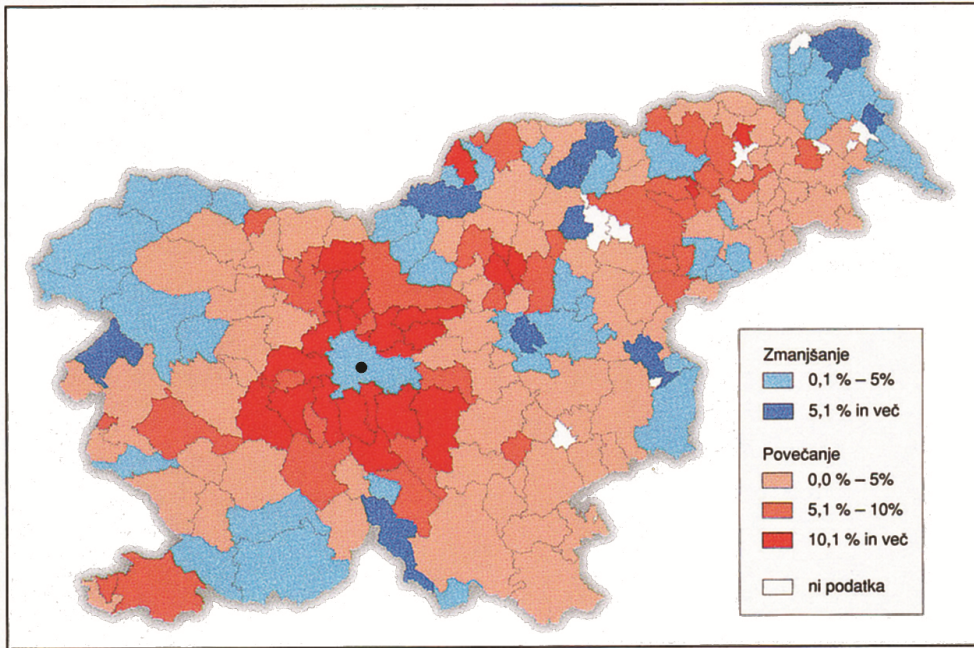 Zmanjšanje
0,1 % – 5%
5,1 % in več
Povečanje
0,0 % – 5%
5,1 % – 10%
10,1 % in več
ni podatka